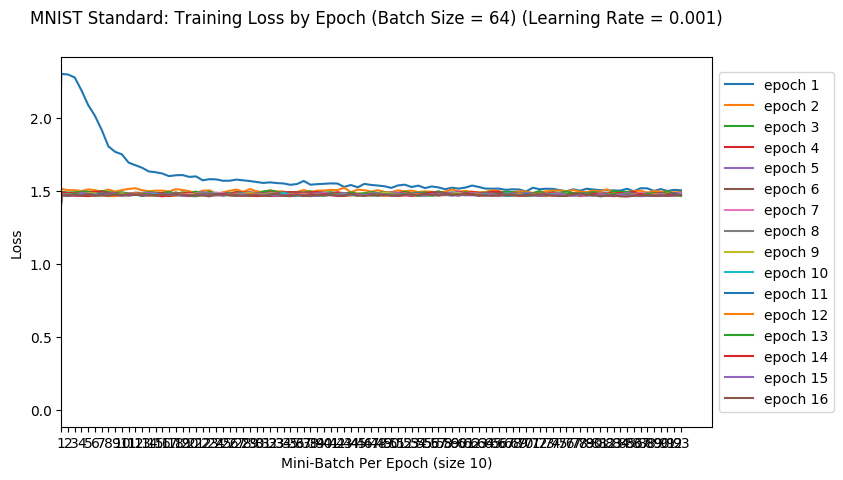 MNIST Standard: Training Loss by Epoch (Batch Size = 64) (Learning Rate = 0.001)
2.0
1.5
1.0
0.5
0.0
Loss
Mini-Batch Per Epoch (size 10)
epoch 1
epoch 2
epoch 3
epoch 4
epoch 5
epoch 6
epoch 7
epoch 8
epoch 9
epoch 10
epoch 11
epoch 12
epoch 13
epoch 14
epoch 15
epoch 16